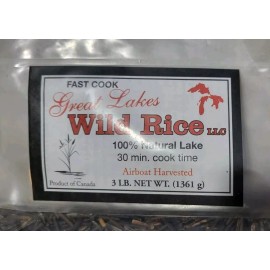 FAST COOK
Great Lakes
Wild Rice LLC
100% Natural Lake
30 min. cook time
Airboat Harvested
Product of Canada
3 LB. NET WT. (1361 g)